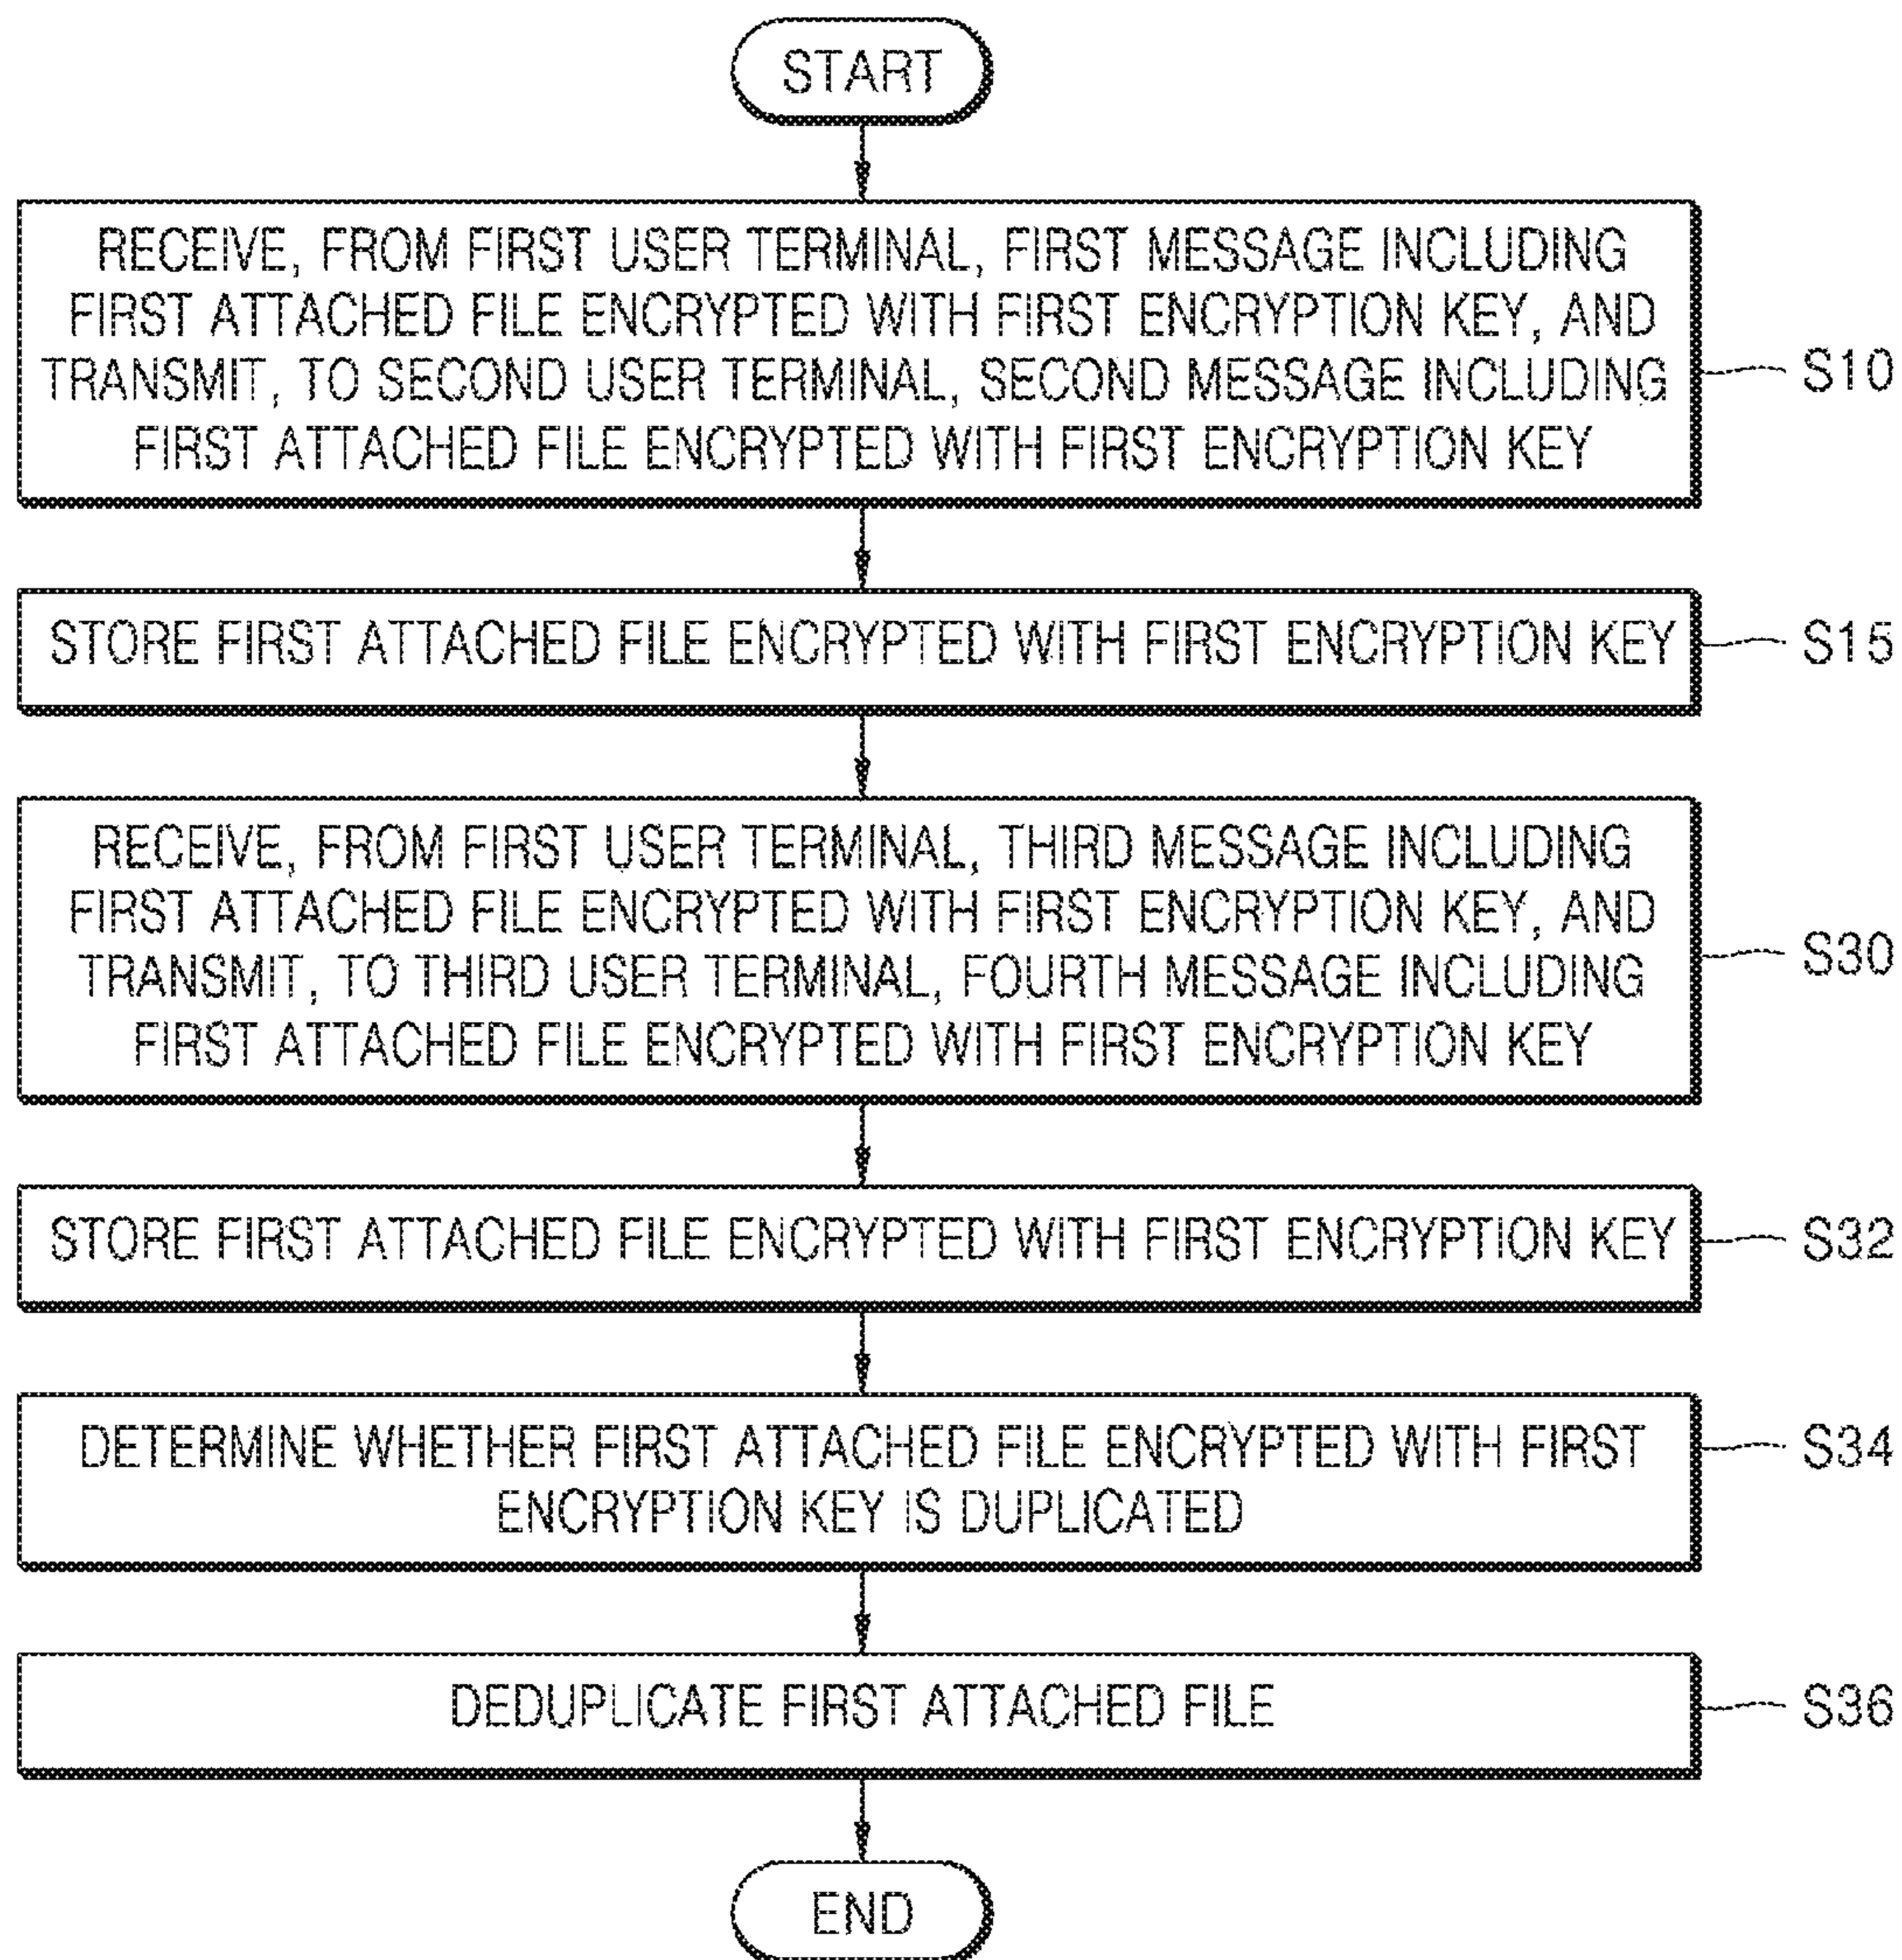 START
RECEIVE, FROM FIRST USER TERMINAL, FIRST MESSAGE INCLUDING
FIRST ATTACHED FILE ENCRYPTED WITH FIRST ENCRYPTION KEY, AND
TRANSMIT, TO SECOND USER TERMINAL, SECOND MESSAGE INCLUDING
FIRST ATTACHED FILE ENCRYPTED WITH FIRST ENCRYPTION KEY
S10
STORE FIRST ATTACHED FILE ENCRYPTED WITH FIRST ENCRYPTION KEY
S15
RECEIVE, FROM FIRST USER TERMINAL, THIRD MESSAGE INCLUDING
FIRST ATTACHED FILE ENCRYPTED WITH FIRST ENCRYPTION KEY, AND
TRANSMIT, TO THIRD USER TERMINAL, FOURTH MESSAGE INCLUDING
FIRST ATTACHED FILE ENCRYPTED WITH FIRST ENCRYPTION KEY
S30
STORE FIRST ATTACHED FILE ENCRYPTED WITH FIRST ENCRYPTION KEY
S32
DETERMINE WHETHER FIRST ATTACHED FILE ENCRYPTED WITH FIRST
ENCRYPTION KEY IS DUPLICATED
S34
DEDUPLICATE FIRST ATTACHED FILE
S36
END